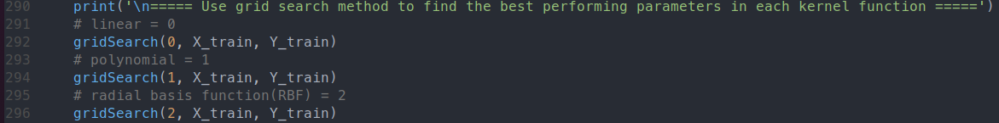 290 print('\n===== Use grid search method to find the best performing parameters in each kernel function =====')
291 # linear = 0
292 gridSearch(0, X_train, Y_train)
293 # polynomial = 1
294 gridSearch(1, X_train, Y_train)
295 # radial basis function(RBF) = 2
296 gridSearch(2, X_train, Y_train)